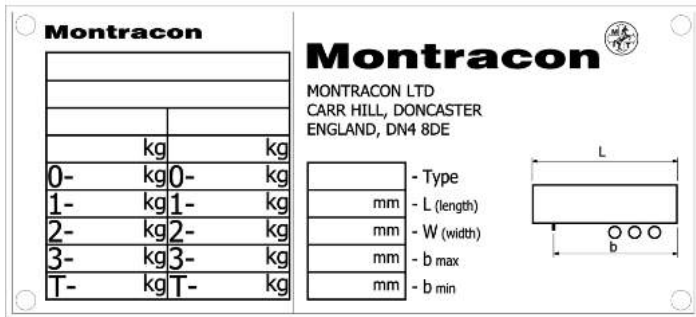 Montracon
kg kg
0- kg 0- kg
1- kg 1- kg
2- kg 2- kg
3- kg 3- kg
T- kg T- kg
Montracon
M
T
MONTRACON LTD
CARR HILL, DONCASTER
ENGLAND, DN4 8DE
- Type
mm - L (length)
mm - W (width)
mm - b max
mm - b min
L
b